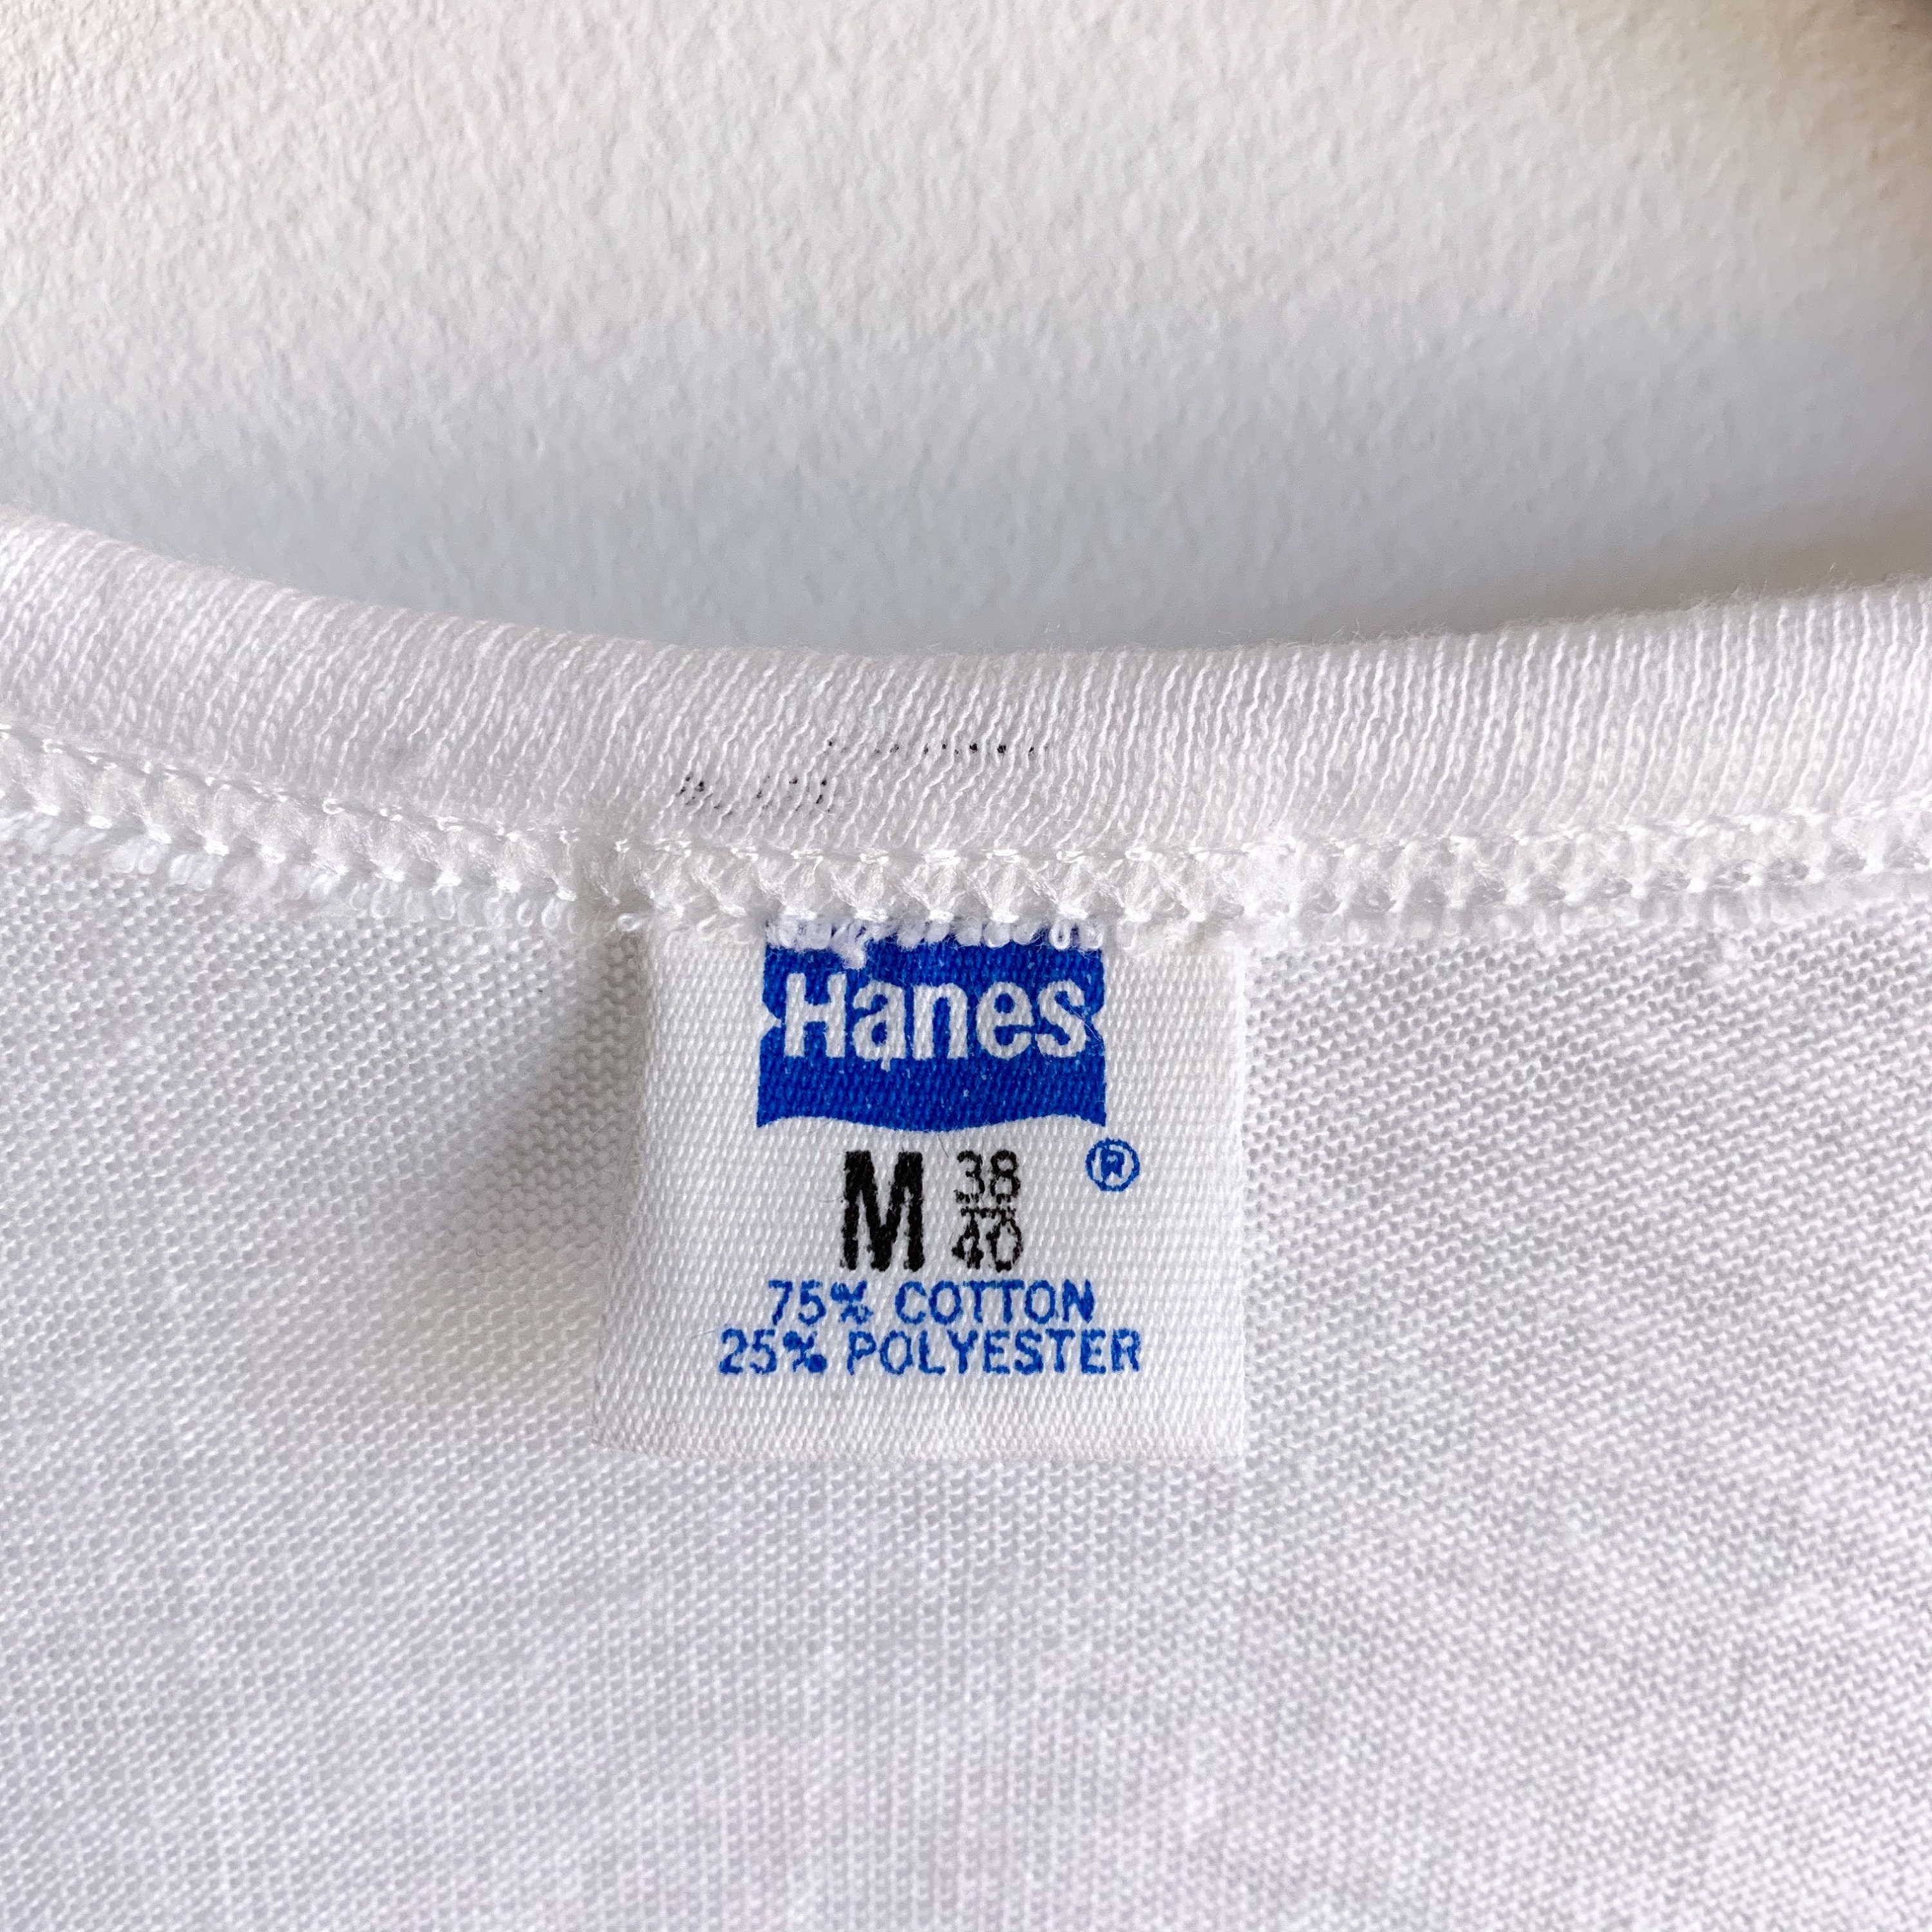 Hanes
®
M 38/40
75% COTTON
25% POLYESTER